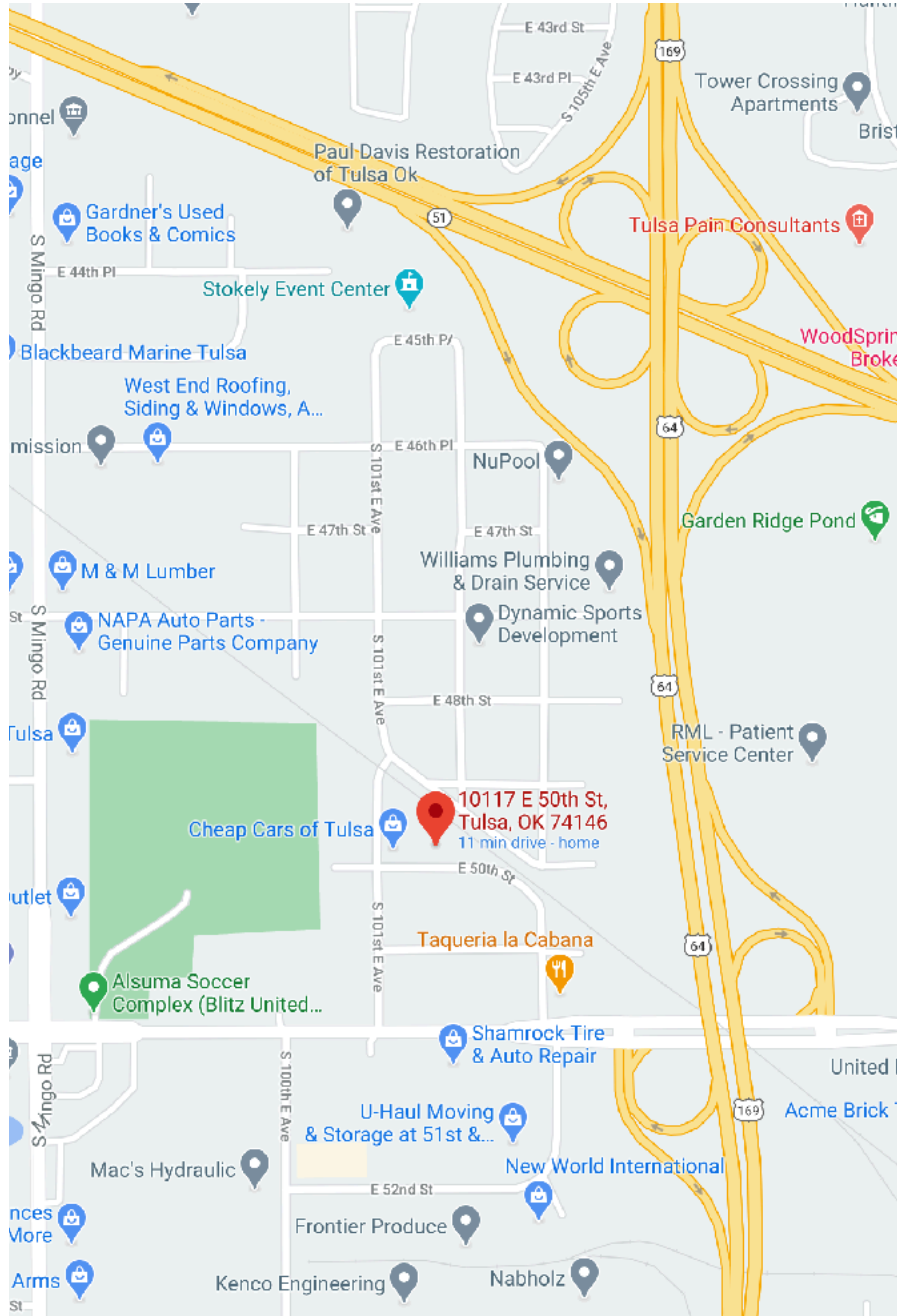 E 43rd St
169
E 43rd Pl
S 105th E Ave
Tower Crossing
Apartments
onnel
Brist
age
Paul Davis Restoration
of Tulsa Ok
Gardner's Used
Books & Comics
51
Tulsa Pain Consultants
S Mingo Rd
E 44th Pl
Stokely Event Center
E 45th Pl
WoodSprin
Broke
Blackbeard Marine Tulsa
West End Roofing,
Siding & Windows, A...
64
mission
E 46th Pl
NuPool
S 101st E Ave
Garden Ridge Pond
E 47th St
E 47th St
Williams Plumbing
& Drain Service
M & M Lumber
St
NAPA Auto Parts -
Genuine Parts Company
Dynamic Sports
Development
S Mingo Rd
S 101st E Ave
64
E 48th St
Tulsa
RML - Patient
Service Center
10117 E 50th St,
Tulsa, OK 74146
11 min drive - home
Cheap Cars of Tulsa
E 50th St
utlet
S 101st E Ave
Taqueria la Cabana
64
Alsuma Soccer
Complex (Blitz United...
Shamrock Tire
& Auto Repair
S Mingo Rd
S 100th E Ave
United
U-Haul Moving
& Storage at 51st &...
169
Acme Brick
Mac's Hydraulic
New World International
E 52nd St
nces
More
Frontier Produce
Arms
Kenco Engineering
Nabholz
St